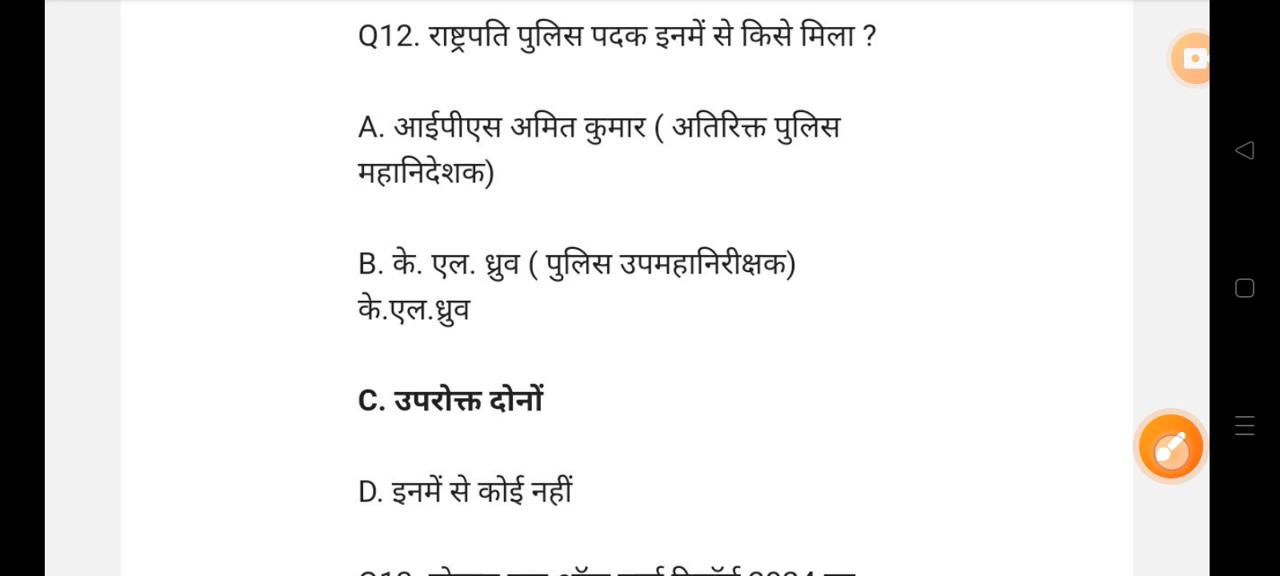 Q12. राष्ट्रपति पुलिस पदक इनमें से किसे मिला ?
A. आईपीएस अमित कुमार ( अतिरिक्त पुलिस
महानिदेशक)
B. के. एल. ध्रुव ( पुलिस उपमहानिरीक्षक)
के.एल.ध्रुव
C. उपरोक्त दोनों
D. इनमें से कोई नहीं